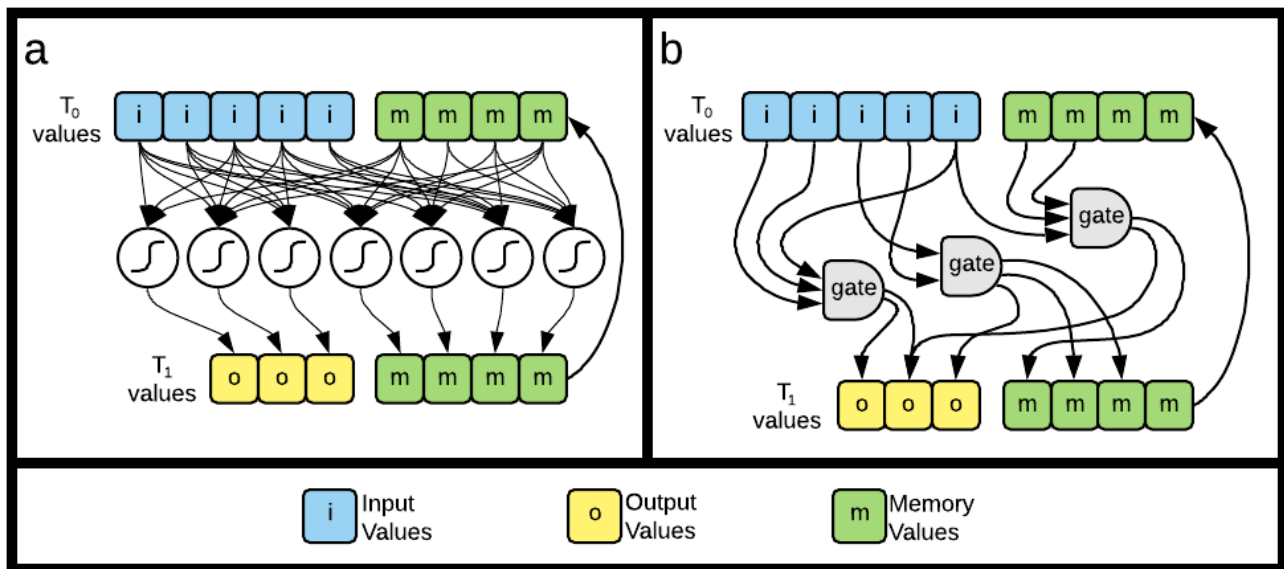 a
T0 values
i i i i i
m m m m
T1 values
o o o
m m m m
b
T0 values
i i i i i
m m m m
gate
gate
gate
T1 values
o o o
m m m m
i
Input
Values
o
Output
Values
m
Memory
Values